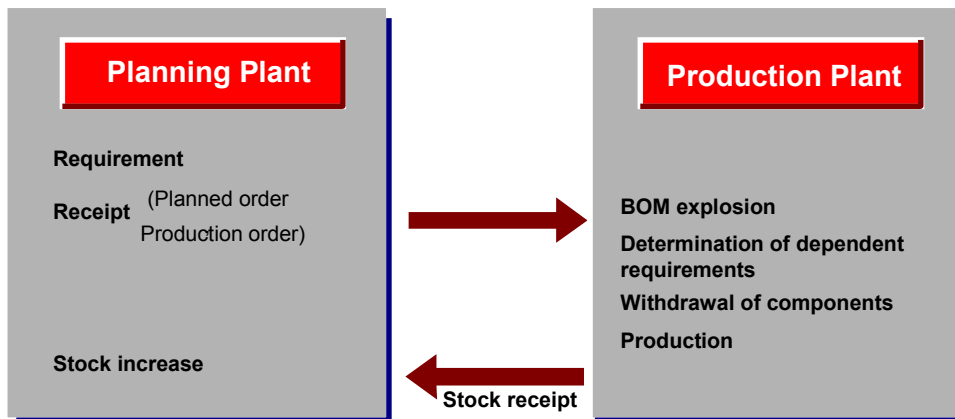 Planning Plant
Requirement
Receipt (Planned order
Production order)
Stock increase
Production Plant
BOM explosion
Determination of dependent
requirements
Withdrawal of components
Production
Stock receipt